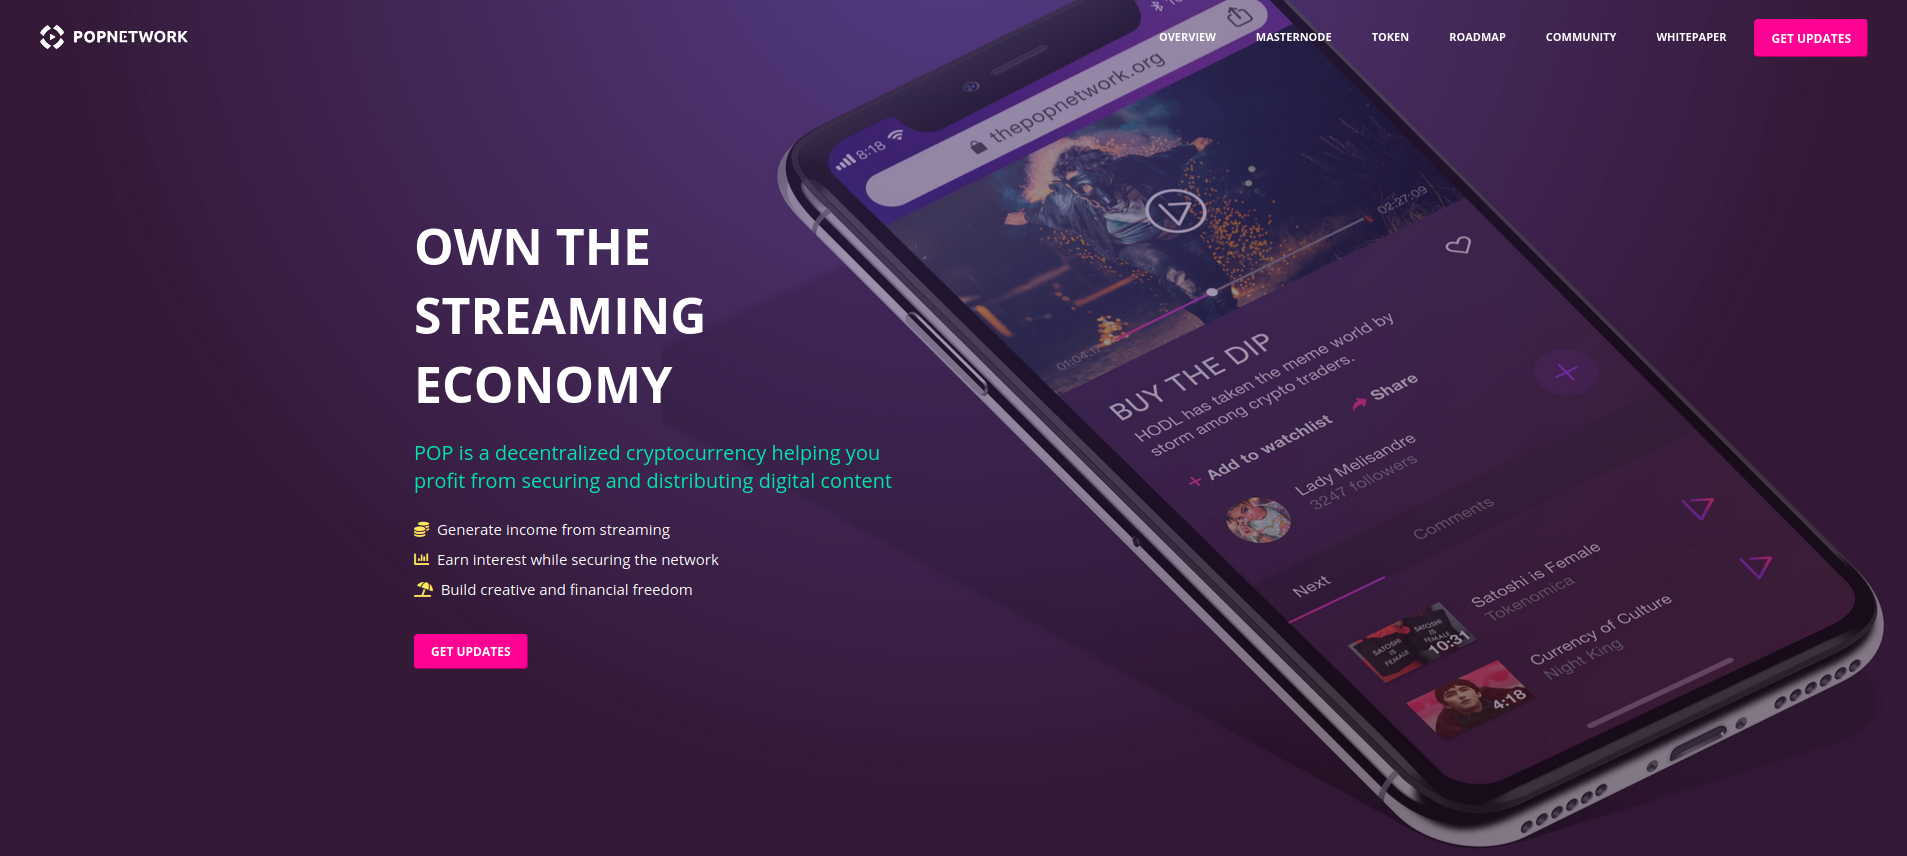 POPNETWORK
OVERVIEW
MASTERNODE
TOKEN
ROADMAP
COMMUNITY
WHITEPAPER
GET UPDATES
OWN THE
STREAMING
ECONOMY
POP is a decentralized cryptocurrency helping you
profit from securing and distributing digital content
Generate income from streaming
Earn interest while securing the network
Build creative and financial freedom
GET UPDATES
8:18
thepopnetwork.org
01:04:17
02:27:09
BUY THE DIP
HODL has taken the meme world by
storm among crypto traders.
+ Add to watchlist
Share
Lady Melisandre
3247 followers
Next
Comments
SATOSHI
IS
FEMALE
SATOSHI
IS
FEMALE
10:31
Satoshi is Female
Tokenomica
4:18
Currency of Culture
Night King